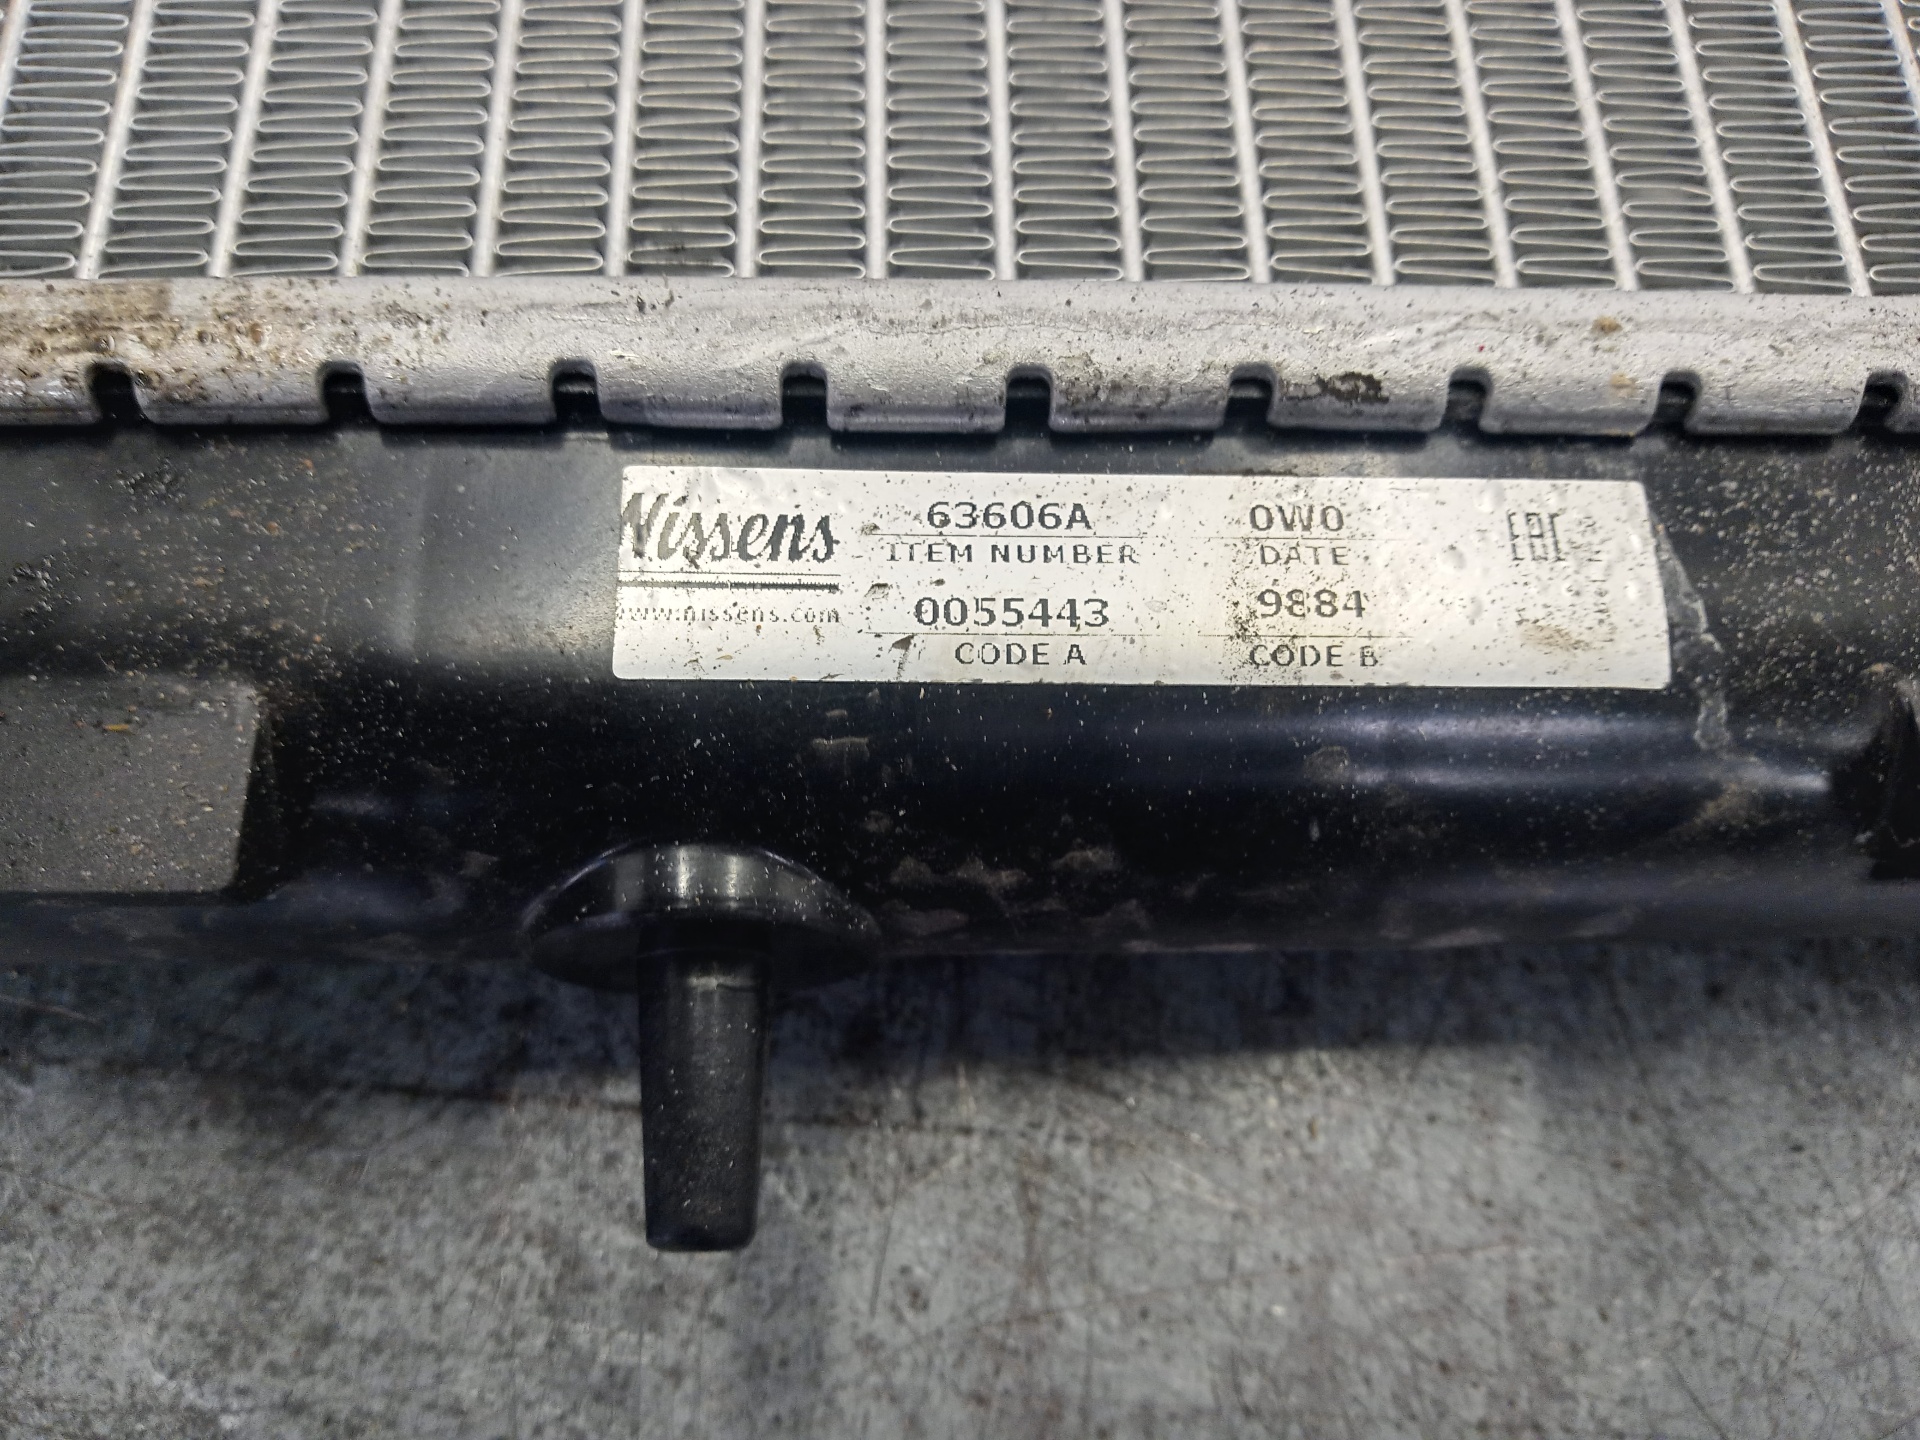 Nissens
www.nissens.com
63606A
ITEM NUMBER
0055443
CODE A
0W0
DATE
9884
CODE B
EAC